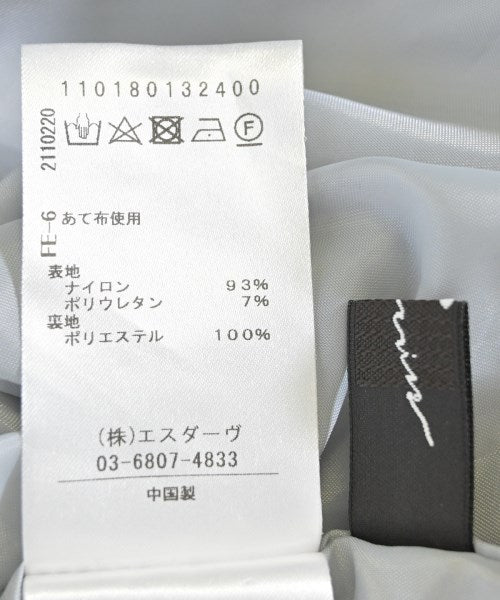 110180132400
2110220
FE-6
あて布使用
表地
ナイロン 93%
ポリウレタン 7%
裏地
ポリエステル 100%
(株)エスダーヴ
03-6807-4833
中国製
F